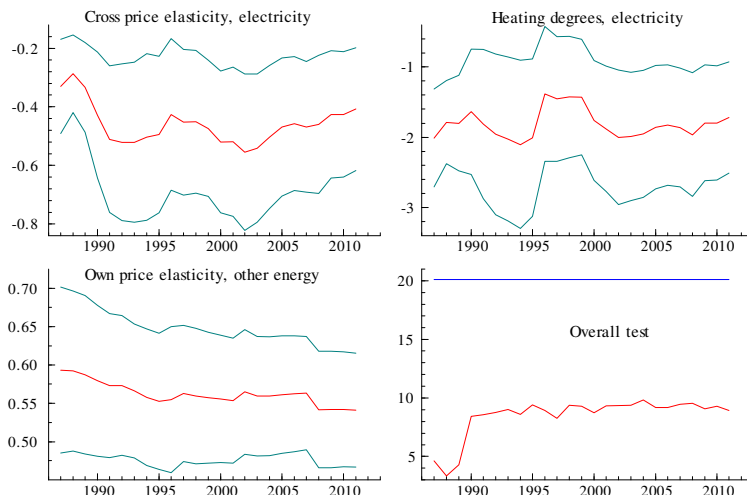 Cross price elasticity, electricity
-0.2
-0.4
-0.6
-0.8
1990 1995 2000 2005 2010
Heating degrees, electricity
-1
-2
-3
1990 1995 2000 2005 2010
Own price elasticity, other energy
0.70
0.65
0.60
0.55
0.50
1990 1995 2000 2005 2010
Overall test
20
15
10
5
1990 1995 2000 2005 2010